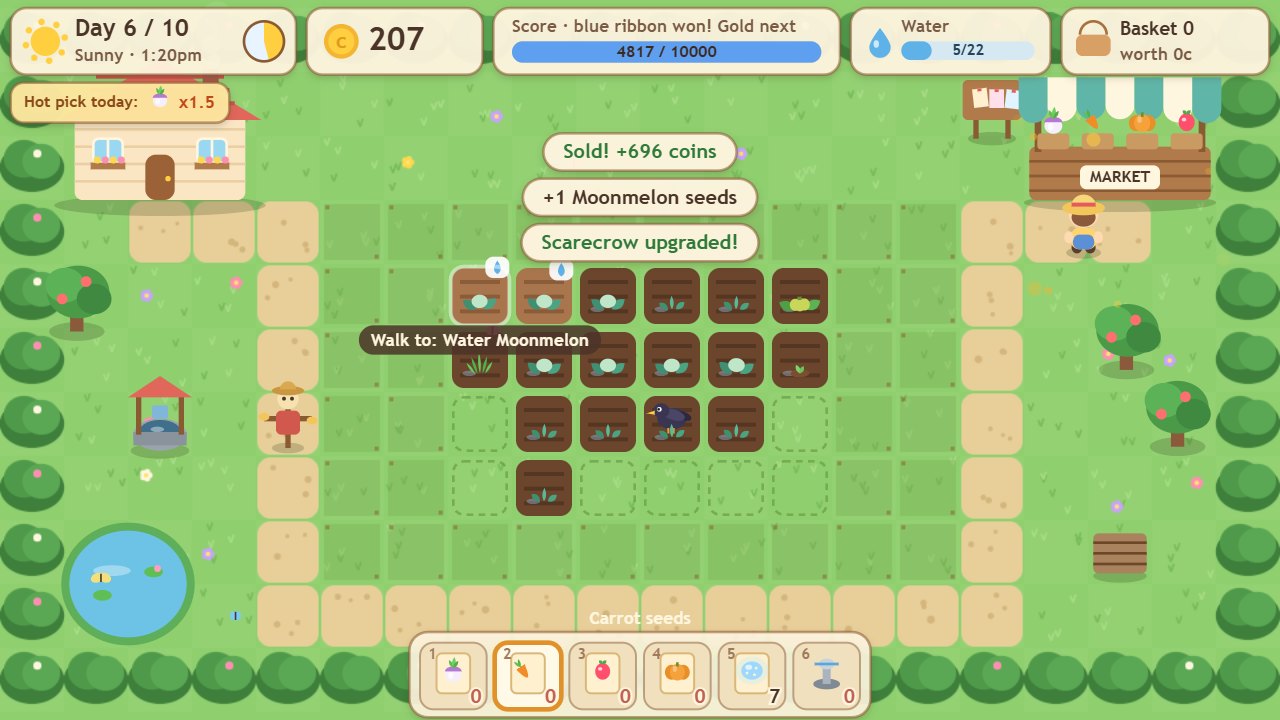 Day 6 / 10
Sunny · 1:20pm
C
207
Score · blue ribbon won! Gold next
4817 / 10000
Water
5/22
Basket 0
worth 0c
Hot pick today: x1.5
Sold! +696 coins
+1 Moonmelon seeds
Scarecrow upgraded!
MARKET
Walk to: Water Moonmelon
Carrot seeds
1 0
2 0
3 0
4 0
5 7
6 0